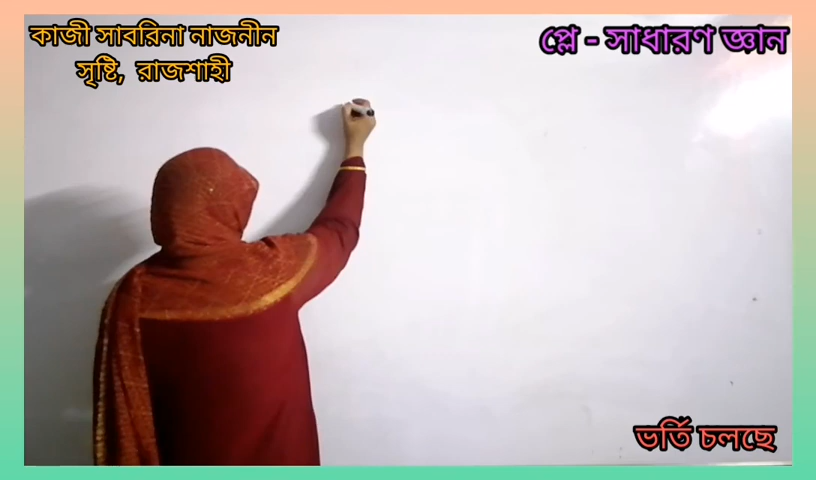 কাজী সাবরিনা নাজনীন
সৃষ্টি, রাজশাহী
প্লে - সাধারণ জ্ঞান
ভর্তি চলছে